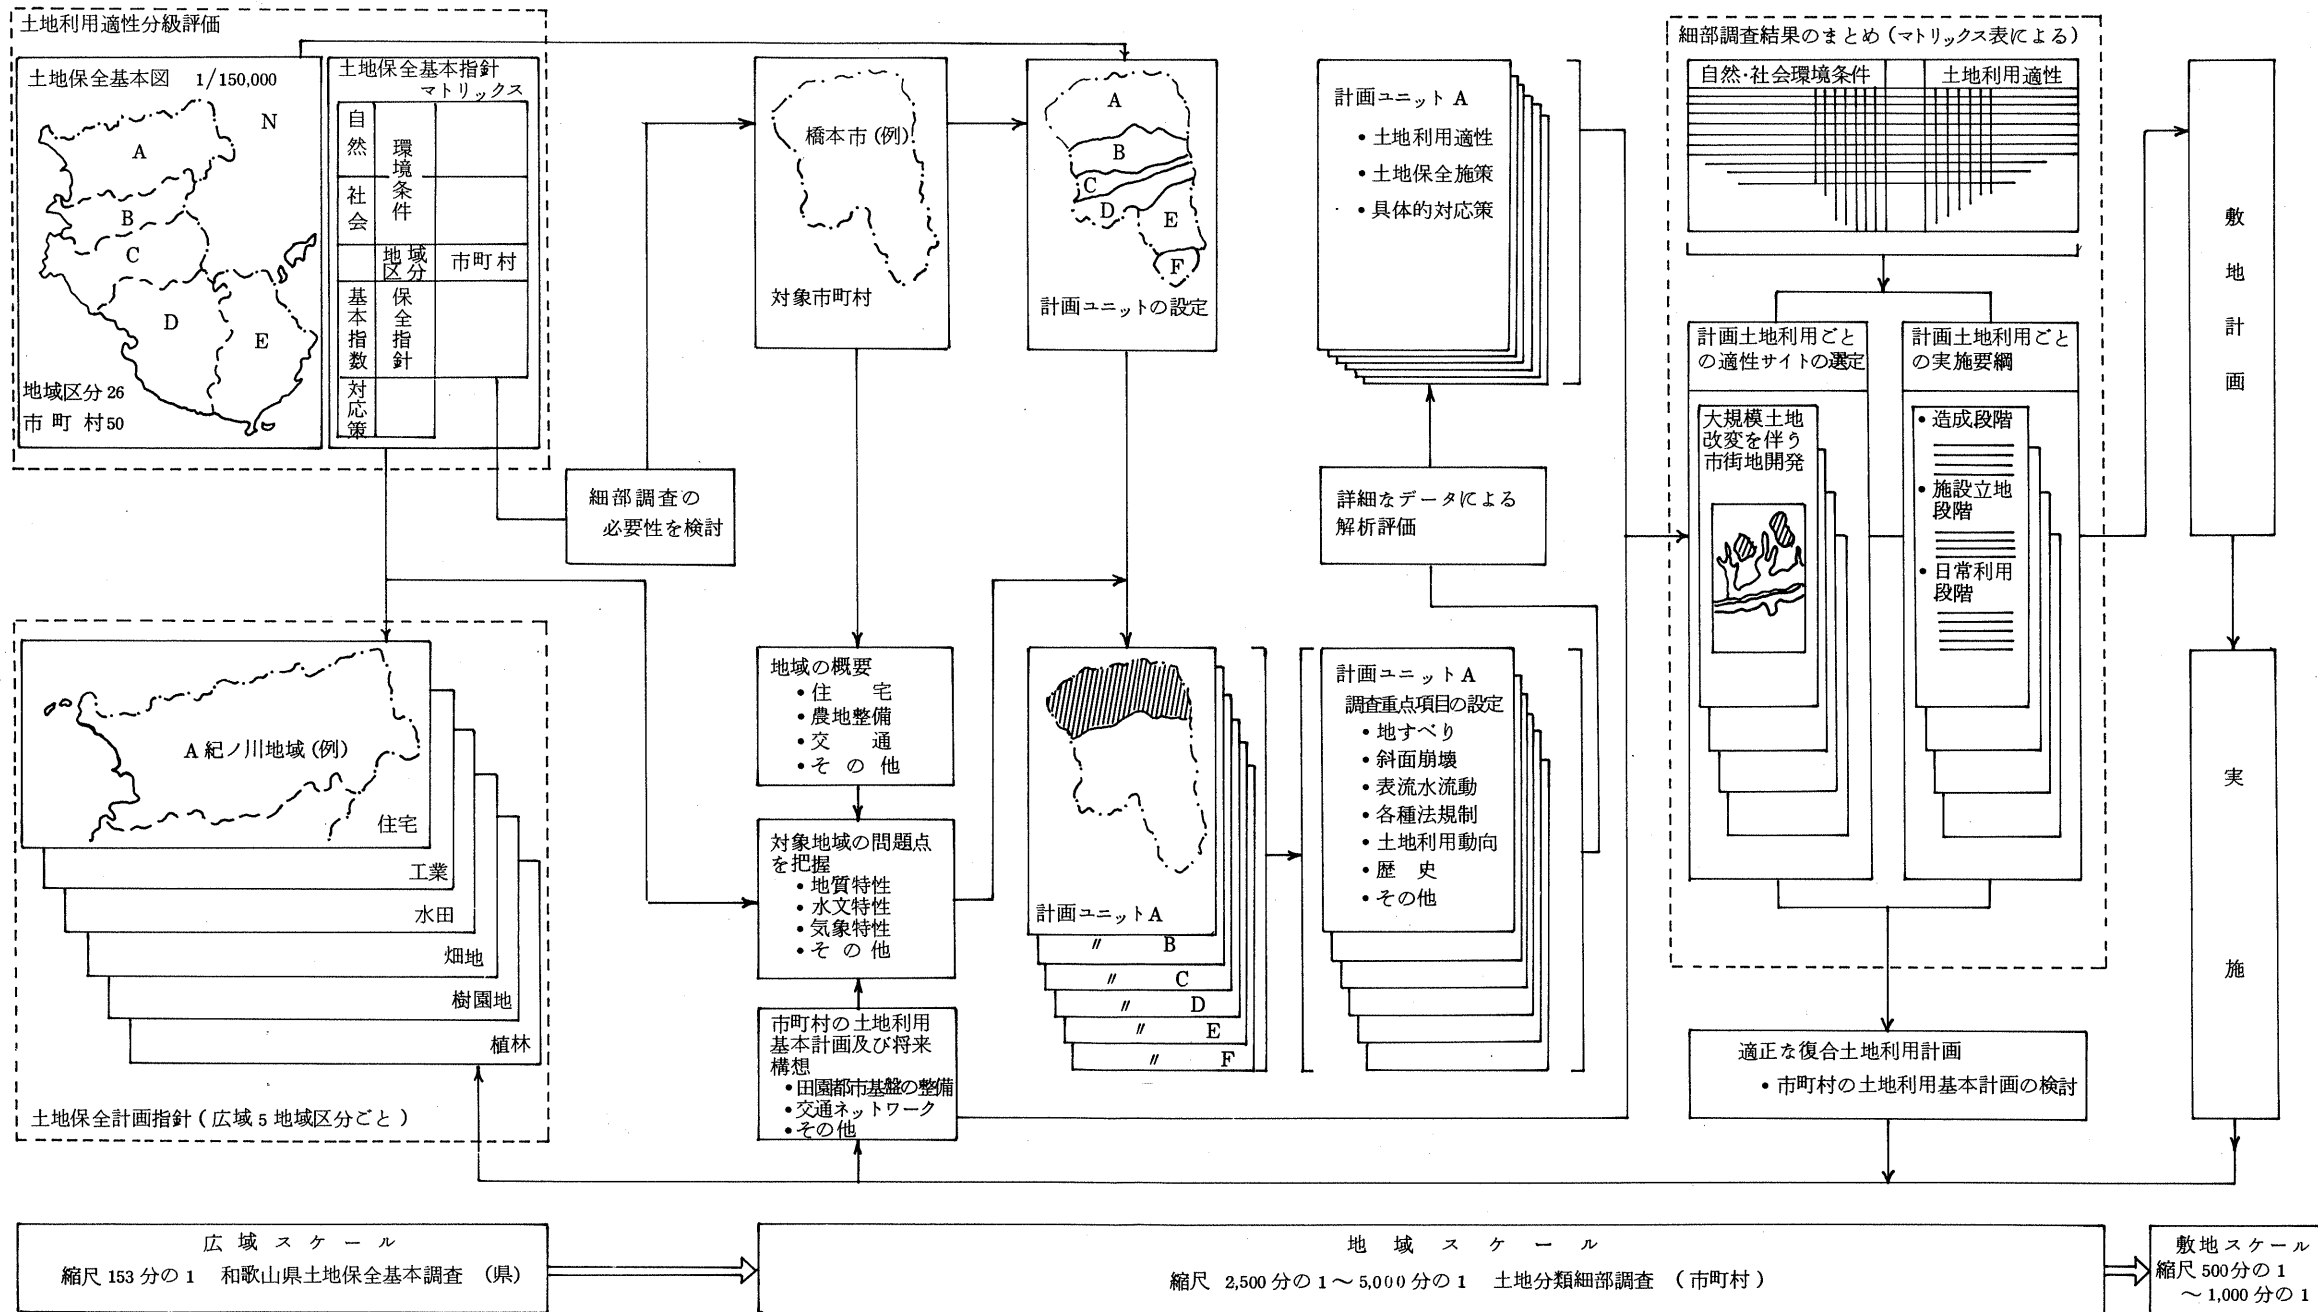 土地利用適性分級評価
土地保全基本図 1/150,000
N
A
B
C
D
E
地域区分26
市町村50
土地保全基本指針
マトリックス
自然
社会
環境条件
地域区分
市町村
基本指数
保全指針
対応策
細部調査の
必要性を検討
橋本市(例)
対象市町村
A
B
C
D
E
F
計画ユニットの設定
計画ユニットA
・土地利用適性
・土地保全施策
・具体的対応策
詳細なデータによる
解析評価
細部調査結果のまとめ(マトリックス表による)
自然・社会環境条件
土地利用適性
計画土地利用ごと
の適性サイトの選定
大規模土地
改変を伴う
市街地開発
計画土地利用ごと
の実施要綱
・造成段階
・施設立地
段階
・日常利用
段階
敷地計画
実施
A紀ノ川地域(例)
住宅
工業
水田
畑地
樹園地
植林
土地保全計画指針(広域5地域区分ごと)
地域の概要
・住宅
・農地整備
・交通
・その他
対象地域の問題点
を把握
・地質特性
・水文特性
・気象特性
・その他
市町村の土地利用
基本計画及び将来
構想
・田園都市基盤の整備
・交通ネットワーク
・その他
計画ユニットA
〃 B
〃 C
〃 D
〃 E
〃 F
計画ユニットA
調査重点項目の設定
・地すべり
・斜面崩壊
・表流水流動
・各種法規制
・土地利用動向
・歴史
・その他
適正な復合土地利用計画
・市町村の土地利用基本計画の検討
広域スケール
縮尺153分の1 和歌山県土地保全基本調査 (県)
地域スケール
縮尺 2,500分の1〜5,000分の1 土地分類細部調査 (市町村)
敷地スケール
縮尺500分の1
〜1,000分の1